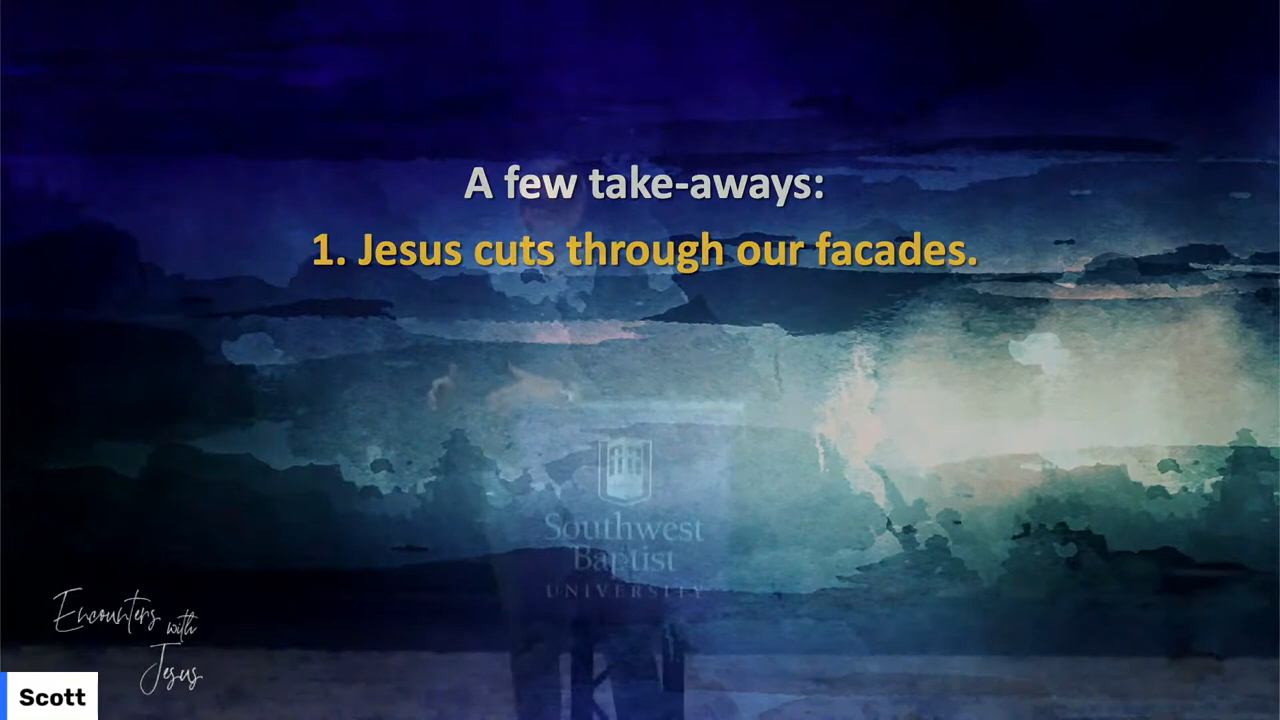 A few take-aways:
1. Jesus cuts through our facades.
Southwest
Baptist
UNIVERSITY
Encounters with
Jesus
Scott